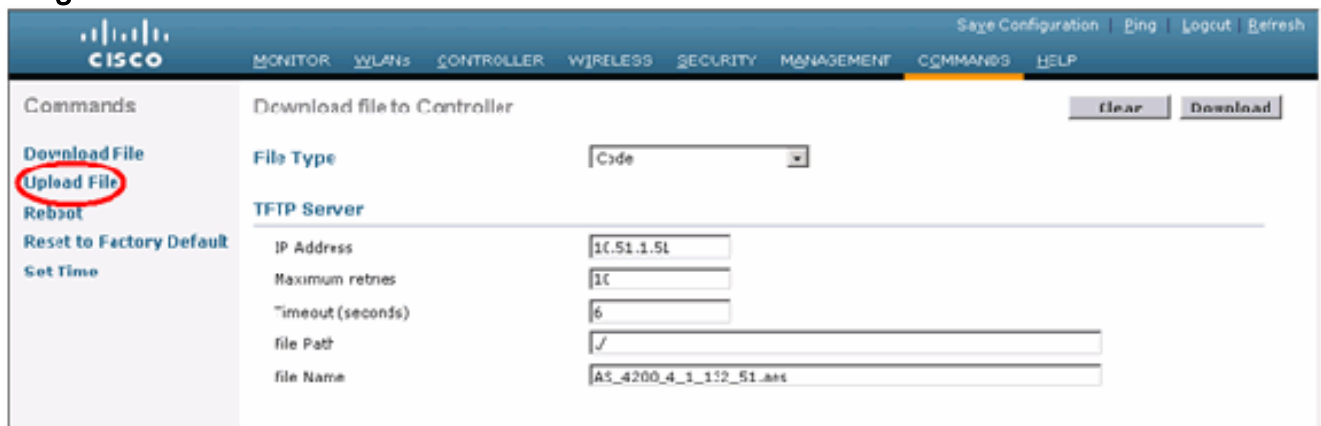 Save Configuration | Ping | Logout | Refresh
CISCO
MONITOR WLANs CONTROLLER WIRELESS SECURITY MANAGEMENT COMMANDS HELP
Commands
Download file to Controller
Clear Download
Download File
File Type Code
Upload File
Reboot
TFTP Server
Reset to Factory Default
IP Address
Set Time
Maximum retries 10
Timeout (seconds) 6
File Path ./
File Name